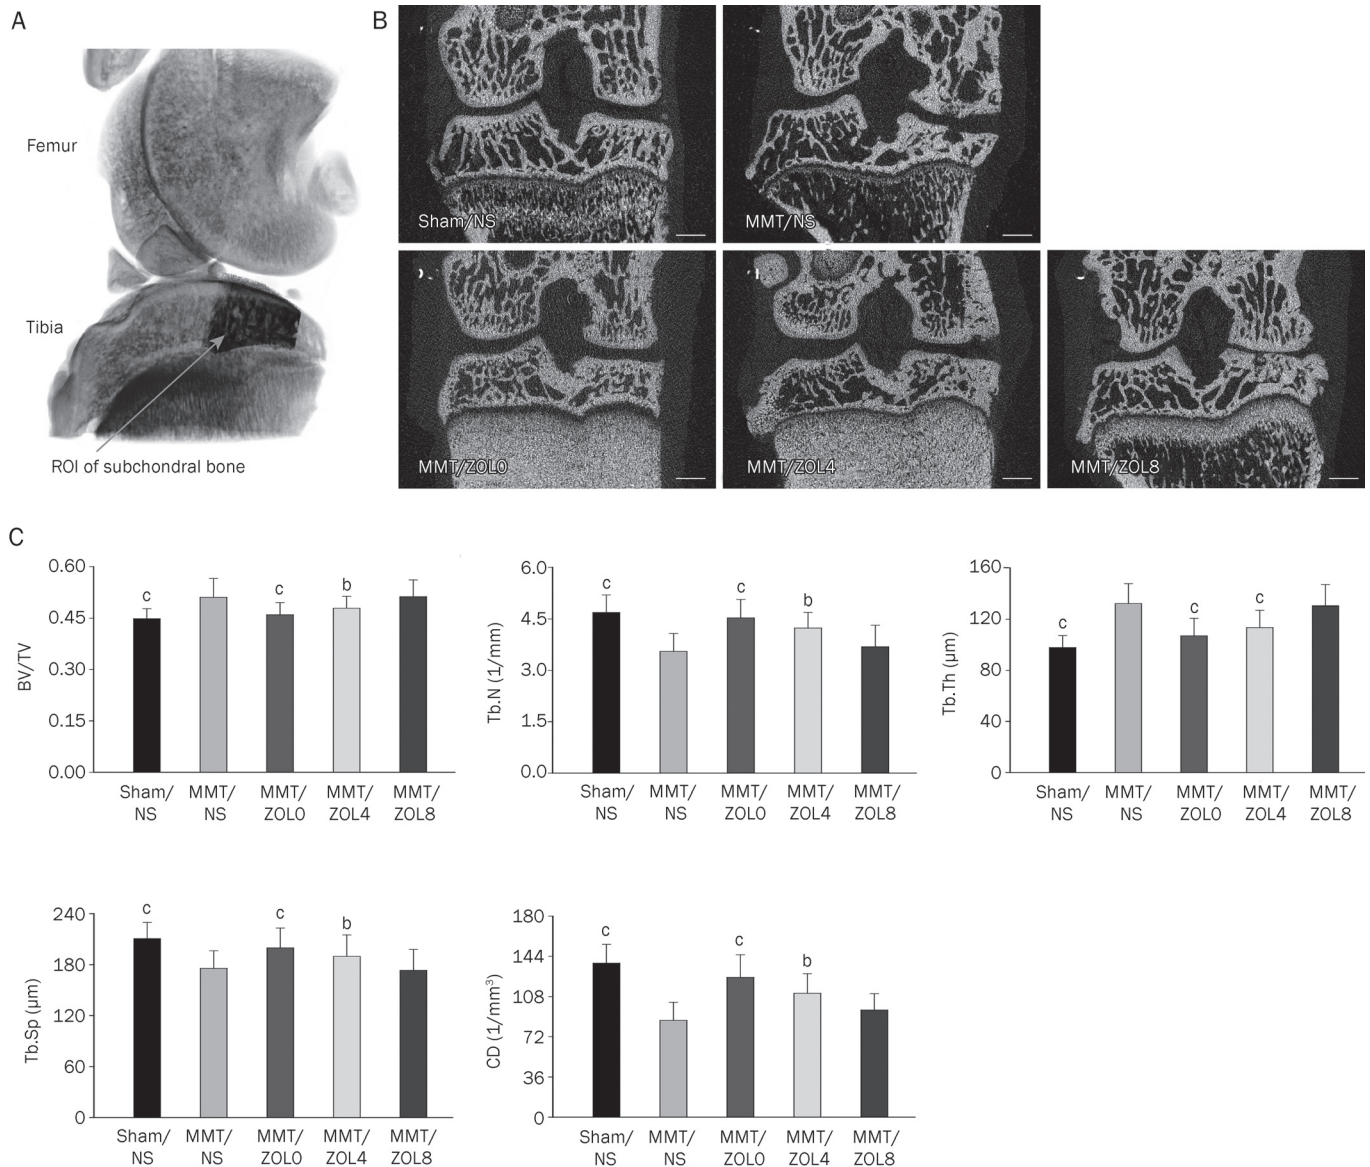 A
Femur
Tibia
ROI of subchondral bone
B
Sham/NS
MMT/NS
MMT/ZOL0
MMT/ZOL4
MMT/ZOL8
C
BV/TV
0.60
0.45
0.30
0.15
0.00
c
c
b
Sham/ MMT/ MMT/ MMT/ MMT/
NS NS ZOL0 ZOL4 ZOL8
Tb.N (1/mm)
6.0
4.5
3.0
1.5
0.0
c
c
b
Sham/ MMT/ MMT/ MMT/ MMT/
NS NS ZOL0 ZOL4 ZOL8
Tb.Th (μm)
160
120
80
40
0
c
c
c
Sham/ MMT/ MMT/ MMT/ MMT/
NS NS ZOL0 ZOL4 ZOL8
Tb.Sp (μm)
240
180
120
60
0
c
c
b
Sham/ MMT/ MMT/ MMT/ MMT/
NS NS ZOL0 ZOL4 ZOL8
CD (1/mm³)
180
144
108
72
36
0
c
c
b
Sham/ MMT/ MMT/ MMT/ MMT/
NS NS ZOL0 ZOL4 ZOL8